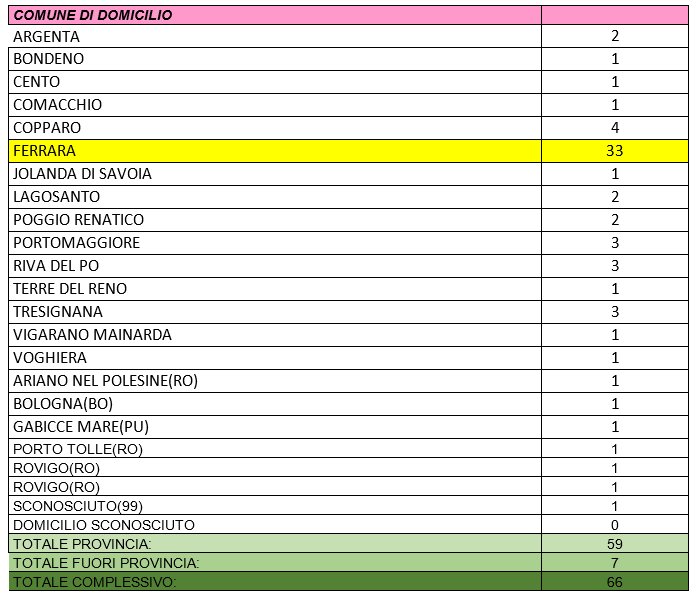 COMUNE DI DOMICILIO
ARGENTA 2
BONDENO 1
CENTO 1
COMACCHIO 1
COPPARO 4
FERRARA 33
JOLANDA DI SAVOIA 1
LAGOSANTO 2
POGGIO RENATICO 2
PORTOMAGGIORE 3
RIVA DEL PO 3
TERRE DEL RENO 1
TRESIGNANA 3
VIGARANO MAINARDA 1
VOGHIERA 1
ARIANO NEL POLESINE(RO) 1
BOLOGNA(BO) 1
GABICCE MARE(PU) 1
PORTO TOLLE(RO) 1
ROVIGO(RO) 1
ROVIGO(RO) 1
SCONOSCIUTO(99) 1
DOMICILIO SCONOSCIUTO 0
TOTALE PROVINCIA: 59
TOTALE FUORI PROVINCIA: 7
TOTALE COMPLESSIVO: 66